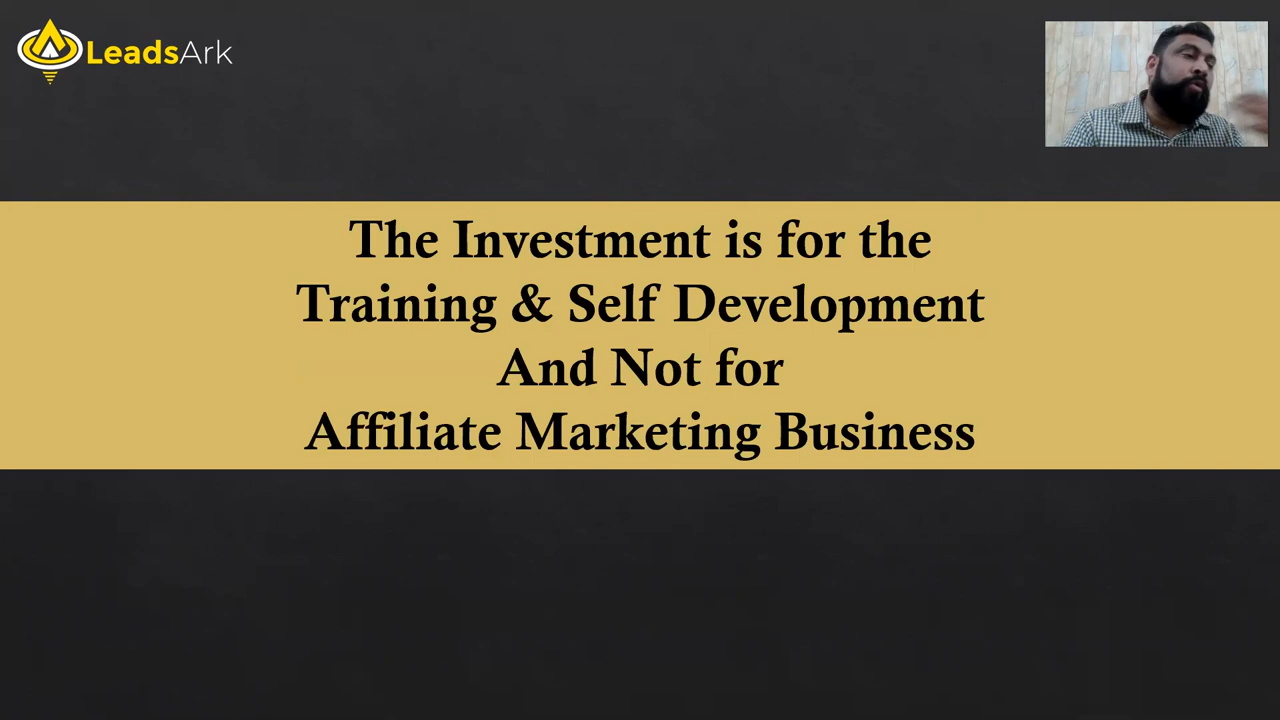 LeadsArk
The Investment is for the
Training & Self Development
And Not for
Affiliate Marketing Business